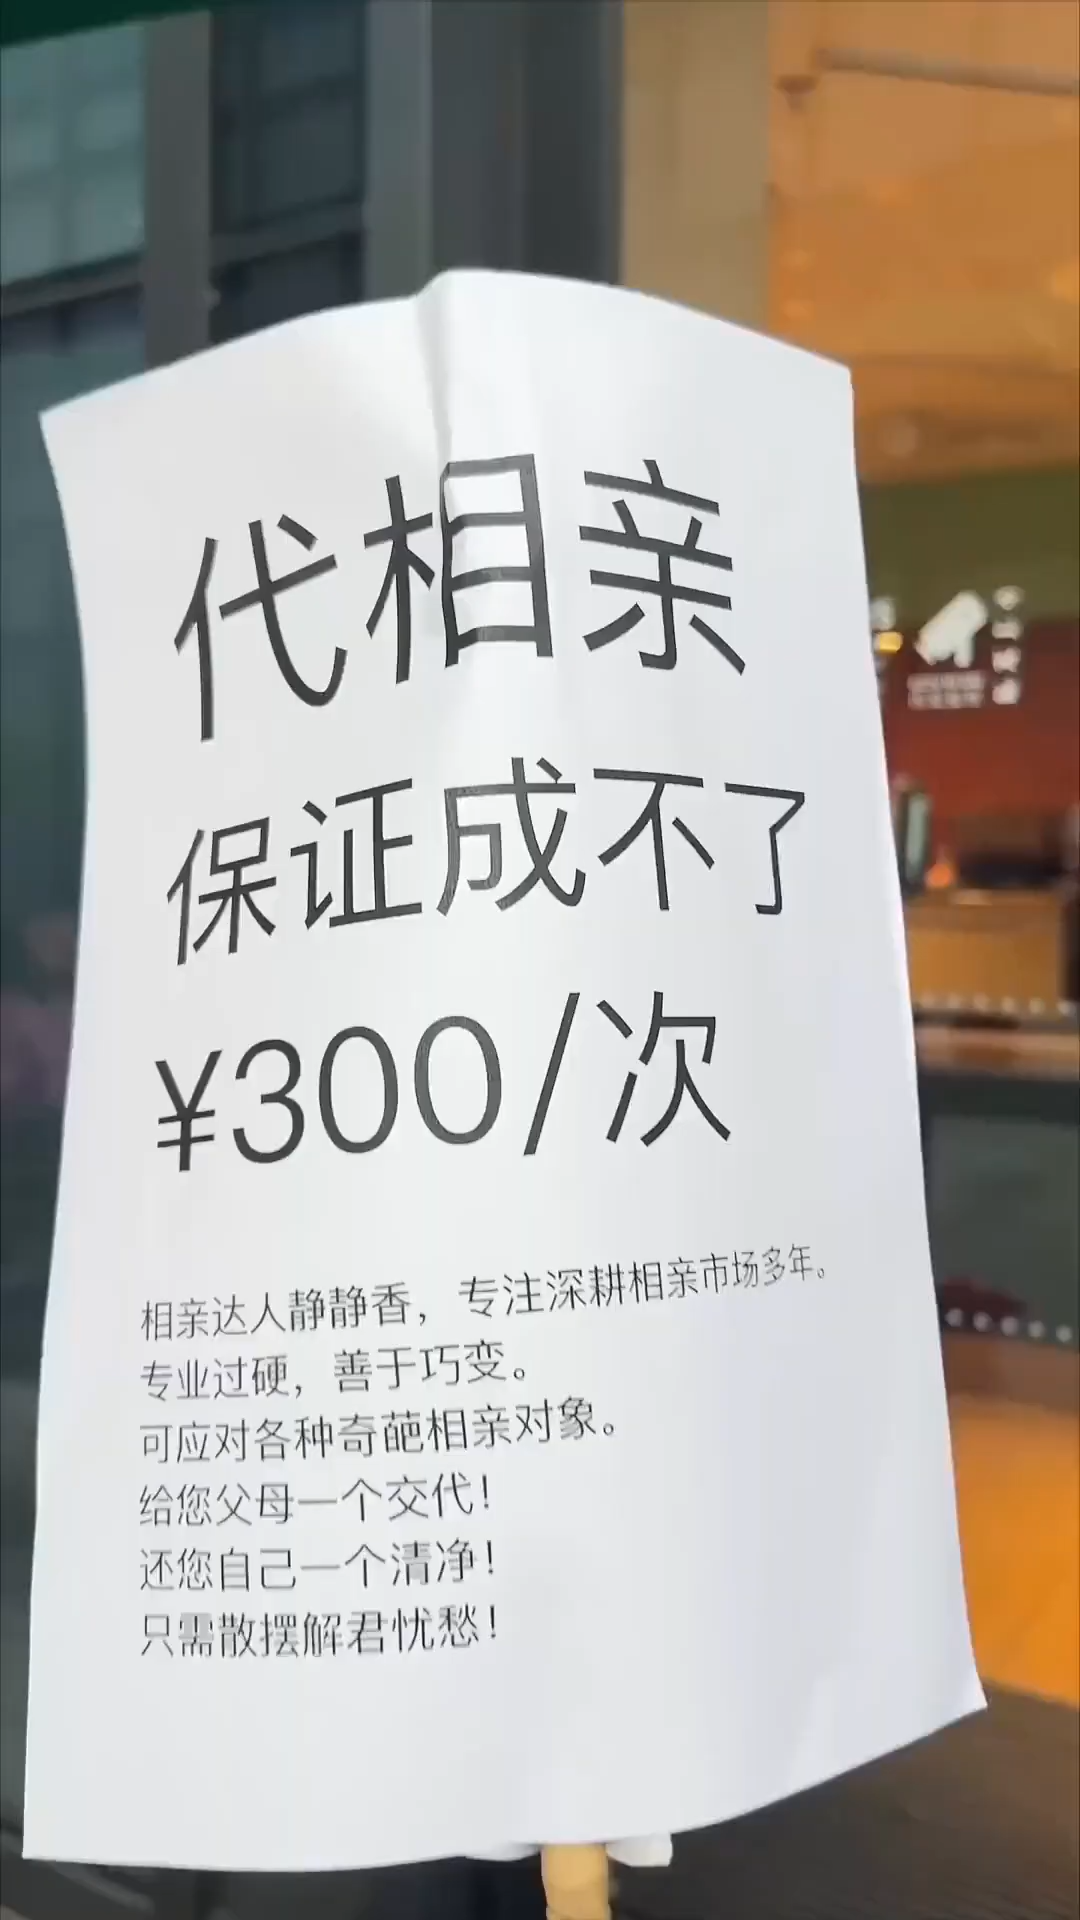 代相亲
保证成不了
¥300/次
相亲达人静静香，专注深耕相亲市场多年。
专业过硬，善于巧变。
可应对各种奇葩相亲对象。
给您父母一个交代！
还您自己一个清净！
只需散摆解君忧愁！